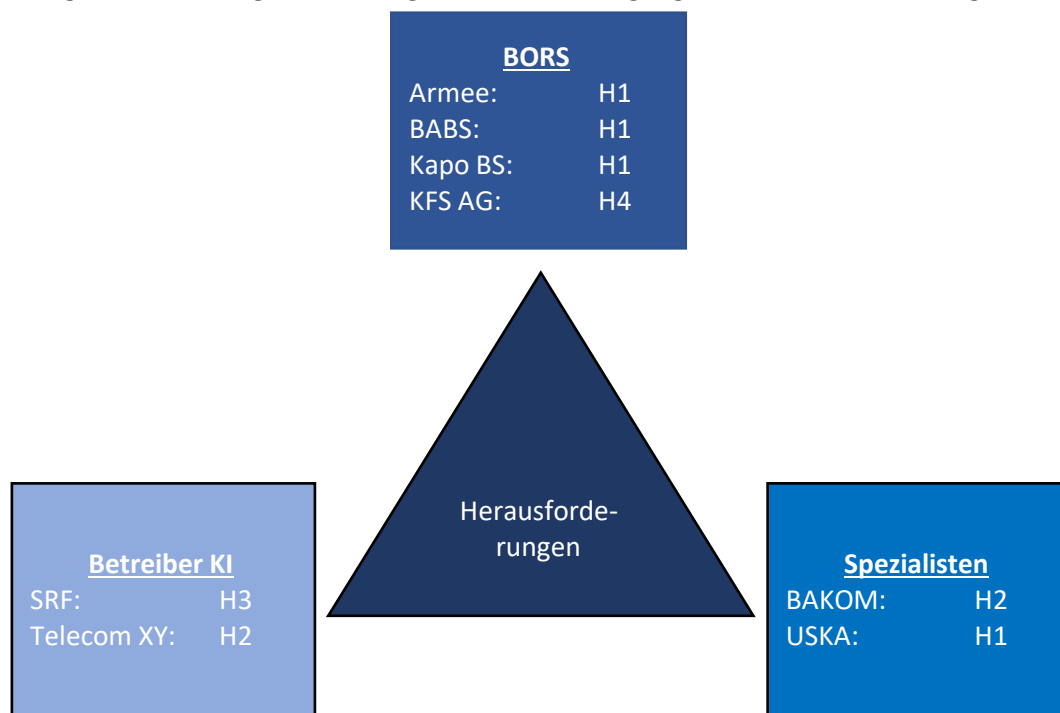 BORS
Armee: H1
BABS: H1
Kapo BS: H1
KFS AG: H4
Herausforde-
rungen
Betreiber KI
SRF: H3
Telecom XY: H2
Spezialisten
BAKOM: H2
USKA: H1